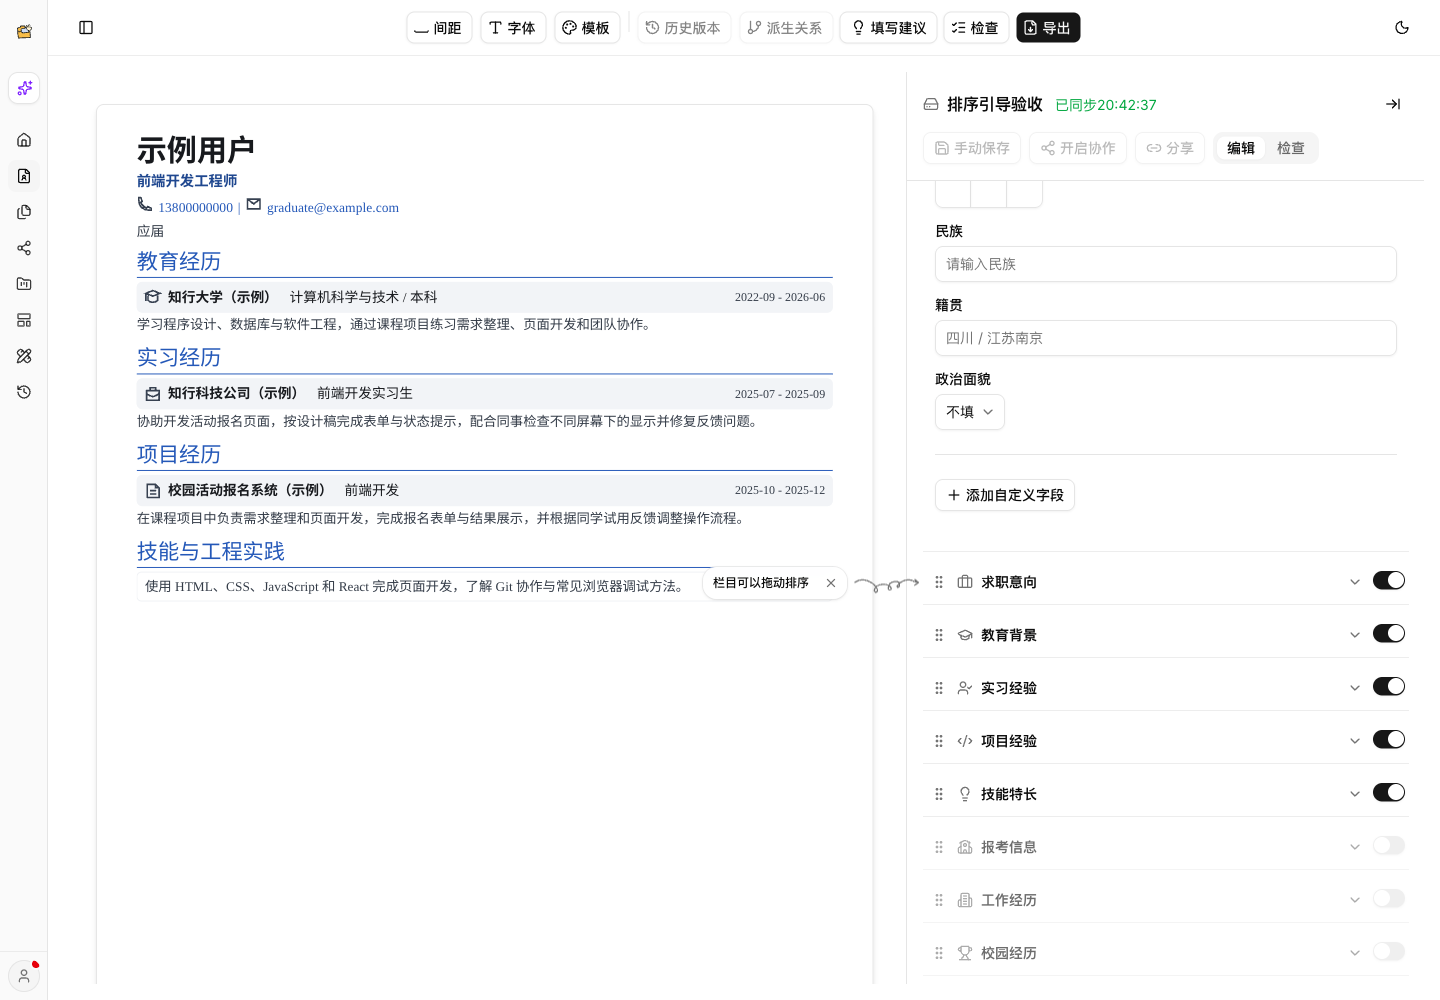 间距
字体
模板
历史版本
派生关系
填写建议
检查
导出
示例用户
前端开发工程师
13800000000 | graduate@example.com
应届
教育经历
知行大学（示例） 计算机科学与技术 / 本科 2022-09 - 2026-06
学习程序设计、数据库与软件工程，通过课程项目练习需求整理、页面开发和团队协作。
实习经历
知行科技公司（示例） 前端开发实习生 2025-07 - 2025-09
协助开发活动报名页面，按设计稿完成表单与状态提示，配合同事检查不同屏幕下的显示并修复反馈问题。
项目经历
校园活动报名系统（示例） 前端开发 2025-10 - 2025-12
在课程项目中负责需求整理和页面开发，完成报名表单与结果展示，并根据同学试用反馈调整操作流程。
技能与工程实践
使用 HTML、CSS、JavaScript 和 React 完成页面开发，了解 Git 协作与常见浏览器调试方法。
栏目可以拖动排序
排序引导验收 已同步20:42:37
手动保存
开启协作
分享
编辑
检查
民族
请输入民族
籍贯
四川 / 江苏南京
政治面貌
不填
添加自定义字段
求职意向
教育背景
实习经验
项目经验
技能特长
报考信息
工作经历
校园经历